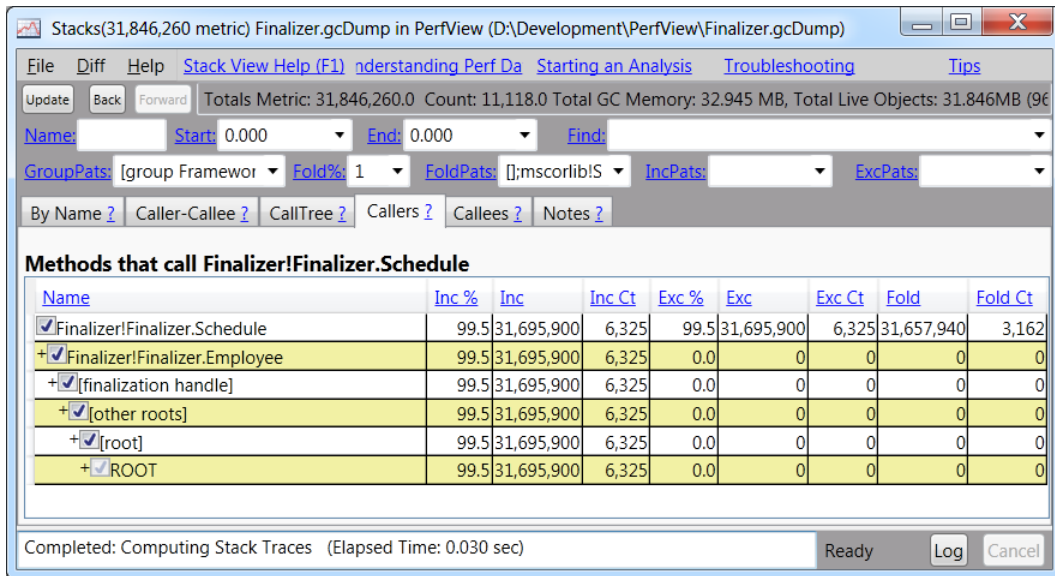 Stacks(31,846,260 metric) Finalizer.gcDump in PerfView (D:\Development\PerfView\Finalizer.gcDump)
File Diff Help Stack View Help (F1) nderstanding Perf Da Starting an Analysis Troubleshooting Tips
Update Back Forward Totals Metric: 31,846,260.0 Count: 11,118.0 Total GC Memory: 32.945 MB, Total Live Objects: 31.846MB (96
Name: Start: 0.000 End: 0.000 Find:
GroupPats: [group Framewor Fold%: 1 FoldPats: [];mscorlib!S IncPats: ExcPats:
By Name ? Caller-Callee ? CallTree ? Callers ? Callees ? Notes ?
Methods that call Finalizer!Finalizer.Schedule
Name Inc % Inc Inc Ct Exc % Exc Exc Ct Fold Fold Ct
Finalizer!Finalizer.Schedule 99.5 31,695,900 6,325 99.5 31,695,900 6,325 31,657,940 3,162
+ Finalizer!Finalizer.Employee 99.5 31,695,900 6,325 0.0 0 0 0 0
+ [finalization handle] 99.5 31,695,900 6,325 0.0 0 0 0 0
+ [other roots] 99.5 31,695,900 6,325 0.0 0 0 0 0
+ [root] 99.5 31,695,900 6,325 0.0 0 0 0 0
+ ROOT 99.5 31,695,900 6,325 0.0 0 0 0 0
Completed: Computing Stack Traces (Elapsed Time: 0.030 sec) Ready Log Cancel